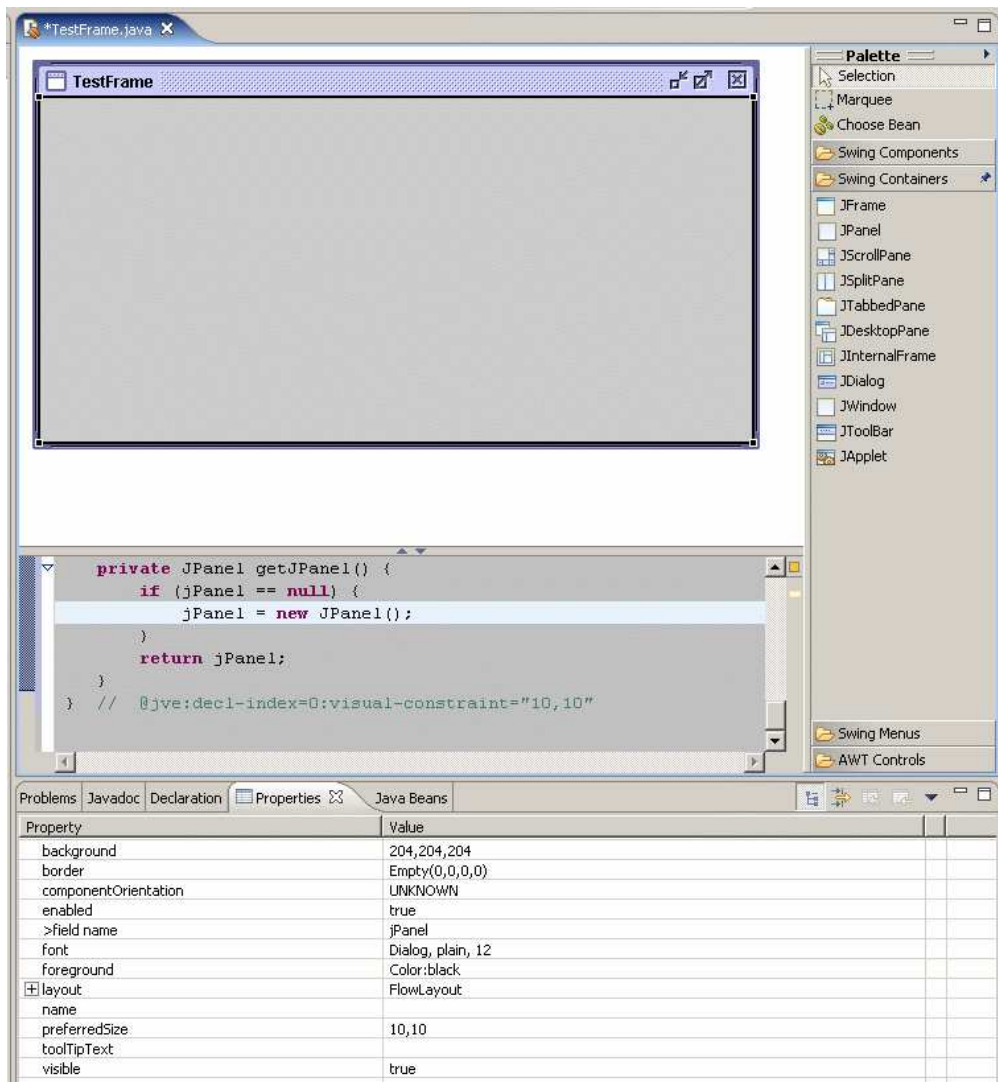 *TestFrame.java
TestFrame
Palette
Selection
Marquee
Choose Bean
Swing Components
Swing Containers
JFrame
JPanel
JScrollPane
JSplitPane
JTabbedPane
JDesktopPane
JInternalFrame
JDialog
JWindow
JToolBar
JApplet
Swing Menus
AWT Controls
private JPanel getJPanel() {
if (jPanel == null) {
jPanel = new JPanel();
}
return jPanel;
}
} // @jve:decl-index=0:visual-constraint="10,10"
Problems Javadoc Declaration Properties Java Beans
Property Value
background 204,204,204
border Empty(0,0,0,0)
componentOrientation UNKNOWN
enabled true
>field name jPanel
font Dialog, plain, 12
foreground Color:black
layout FlowLayout
name
preferredSize 10,10
toolTipText
visible true